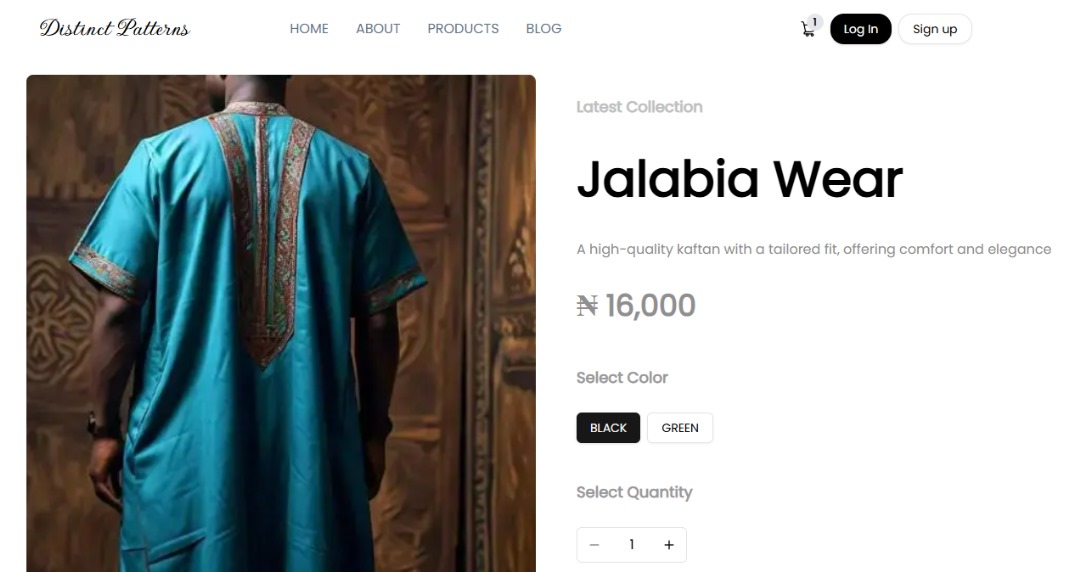 Distinct Patterns
HOME ABOUT PRODUCTS BLOG
1
Log In
Sign up
Latest Collection
Jalabia Wear
A high-quality kaftan with a tailored fit, offering comfort and elegance
₦ 16,000
Select Color
BLACK GREEN
Select Quantity
− 1 +